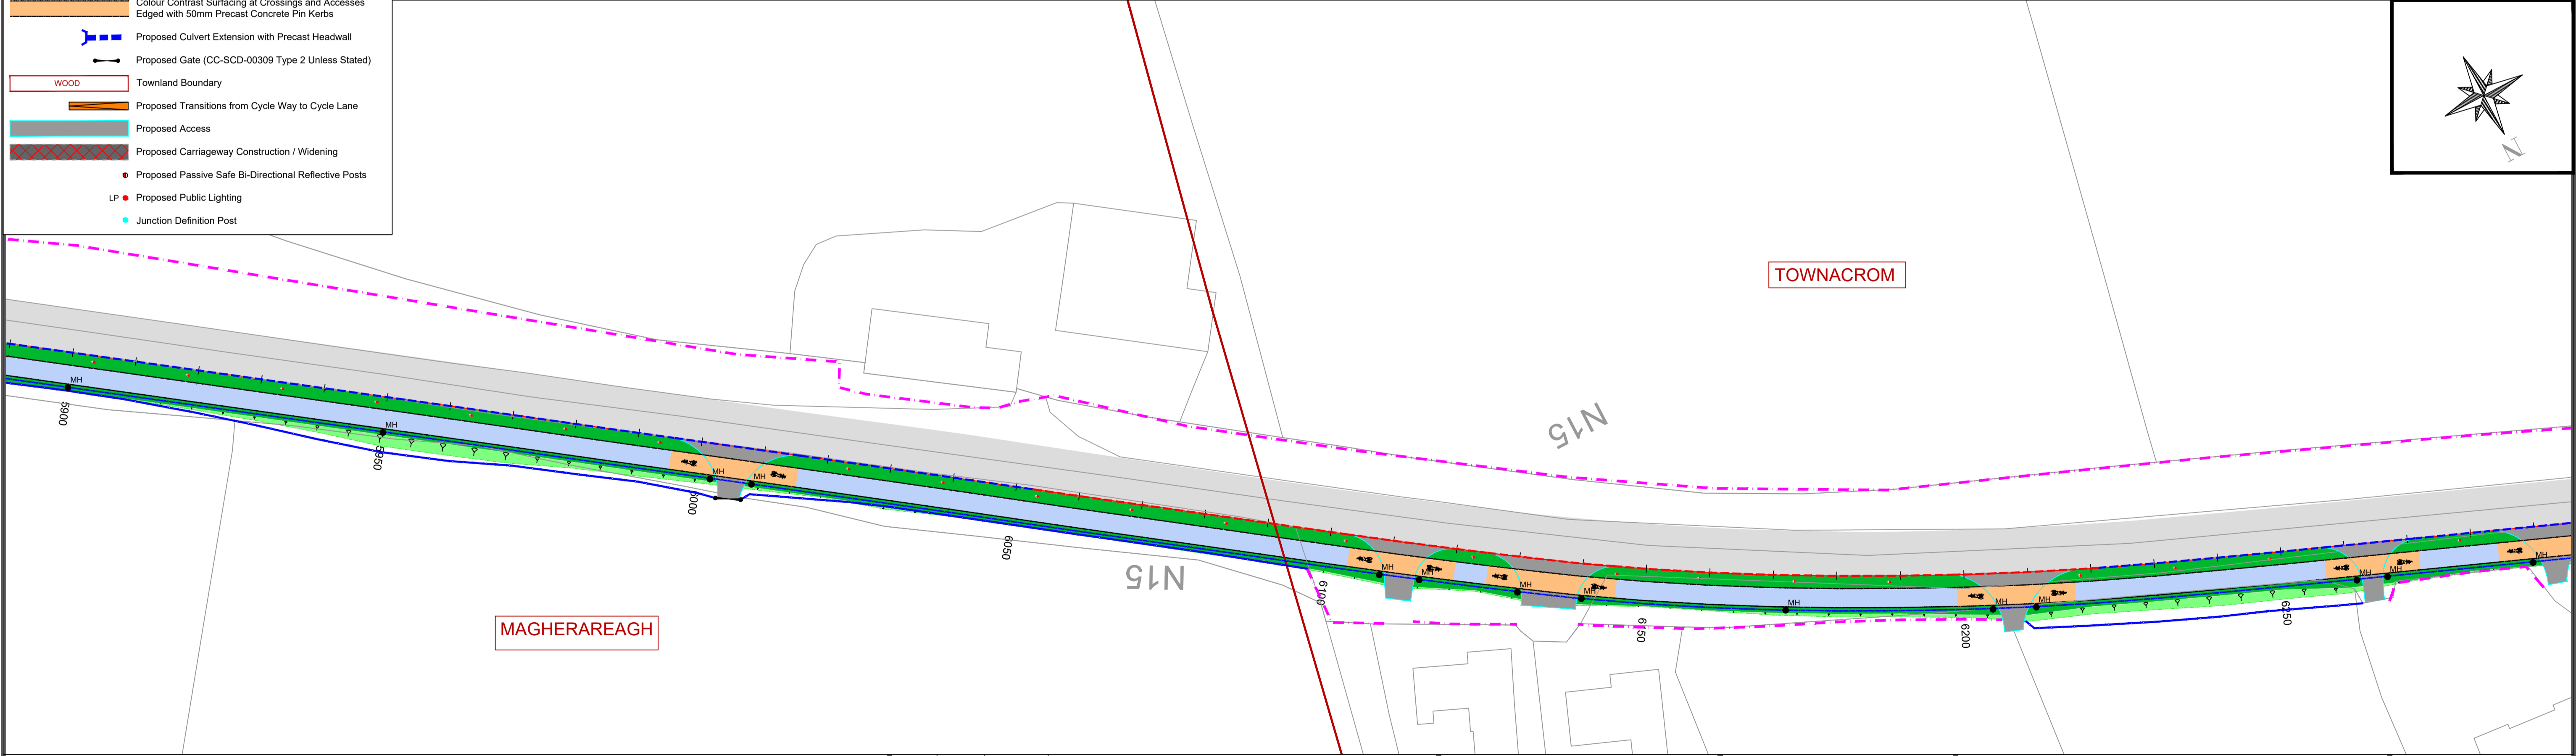 Colour Contrast Surfacing at Crossings and Accesses
Edged with 50mm Precast Concrete Pin Kerbs
Proposed Culvert Extension with Precast Headwall
Proposed Gate (CC-SCD-00309 Type 2 Unless Stated)
WOOD Townland Boundary
Proposed Transitions from Cycle Way to Cycle Lane
Proposed Access
Proposed Carriageway Construction / Widening
Proposed Passive Safe Bi-Directional Reflective Posts
LP Proposed Public Lighting
Junction Definition Post
N
TOWNACROM
N15
MH
5900
MH
5950
MH
MH
6000
6050
N15
MH
MH
6100
MH
MH
6150
MH
MH
MH
6200
MH
MH
6250
MH
MAGHERAREAGH